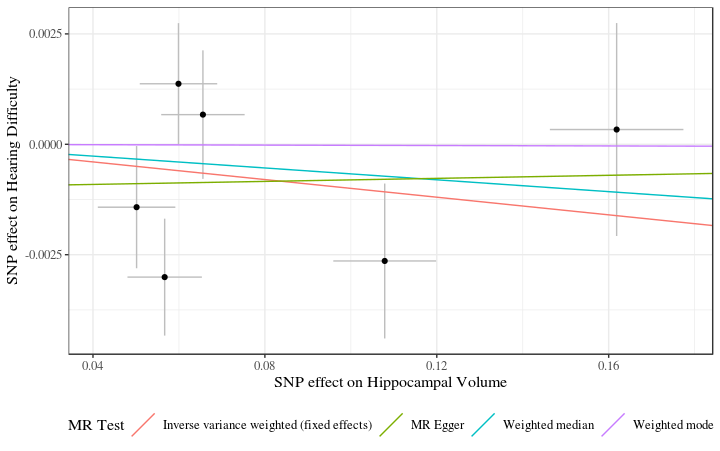 SNP effect on Hearing Difficulty
0.0025
0.0000
-0.0025
0.04
0.08
0.12
0.16
SNP effect on Hippocampal Volume
MR Test
Inverse variance weighted (fixed effects)
MR Egger
Weighted median
Weighted mode